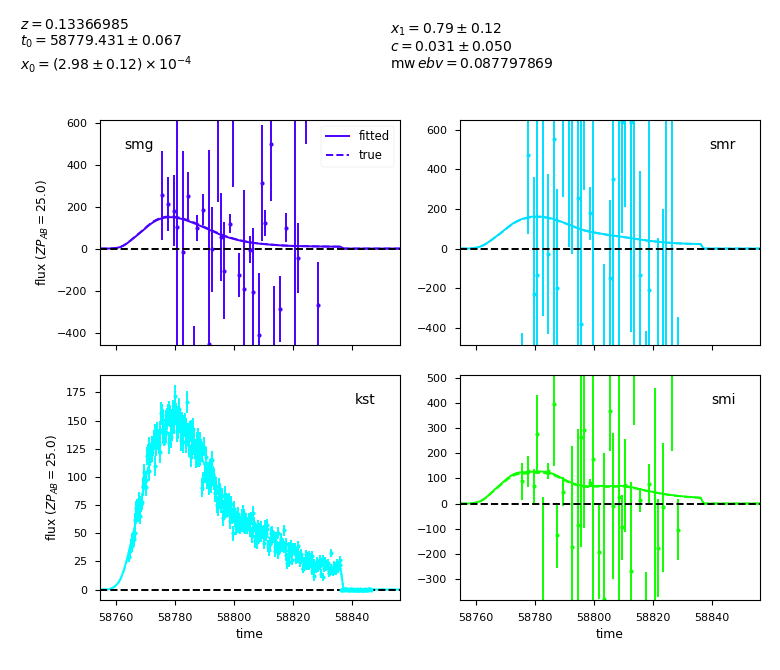 z = 0.13366985
t₀ = 58779.431 ± 0.067
x₀ = (2.98 ± 0.12) × 10⁻⁴
x₁ = 0.79 ± 0.12
c = 0.031 ± 0.050
mwebv = 0.087797869
smg
fitted
true
600
400
200
0
−200
−400
flux (ZP_AB = 25.0)
smr
600
400
200
0
−200
−400
kst
175
150
125
100
75
50
25
0
flux (ZP_AB = 25.0)
58760 58780 58800 58820 58840
time
smi
500
400
300
200
100
0
−100
−200
−300
58760 58780 58800 58820 58840
time